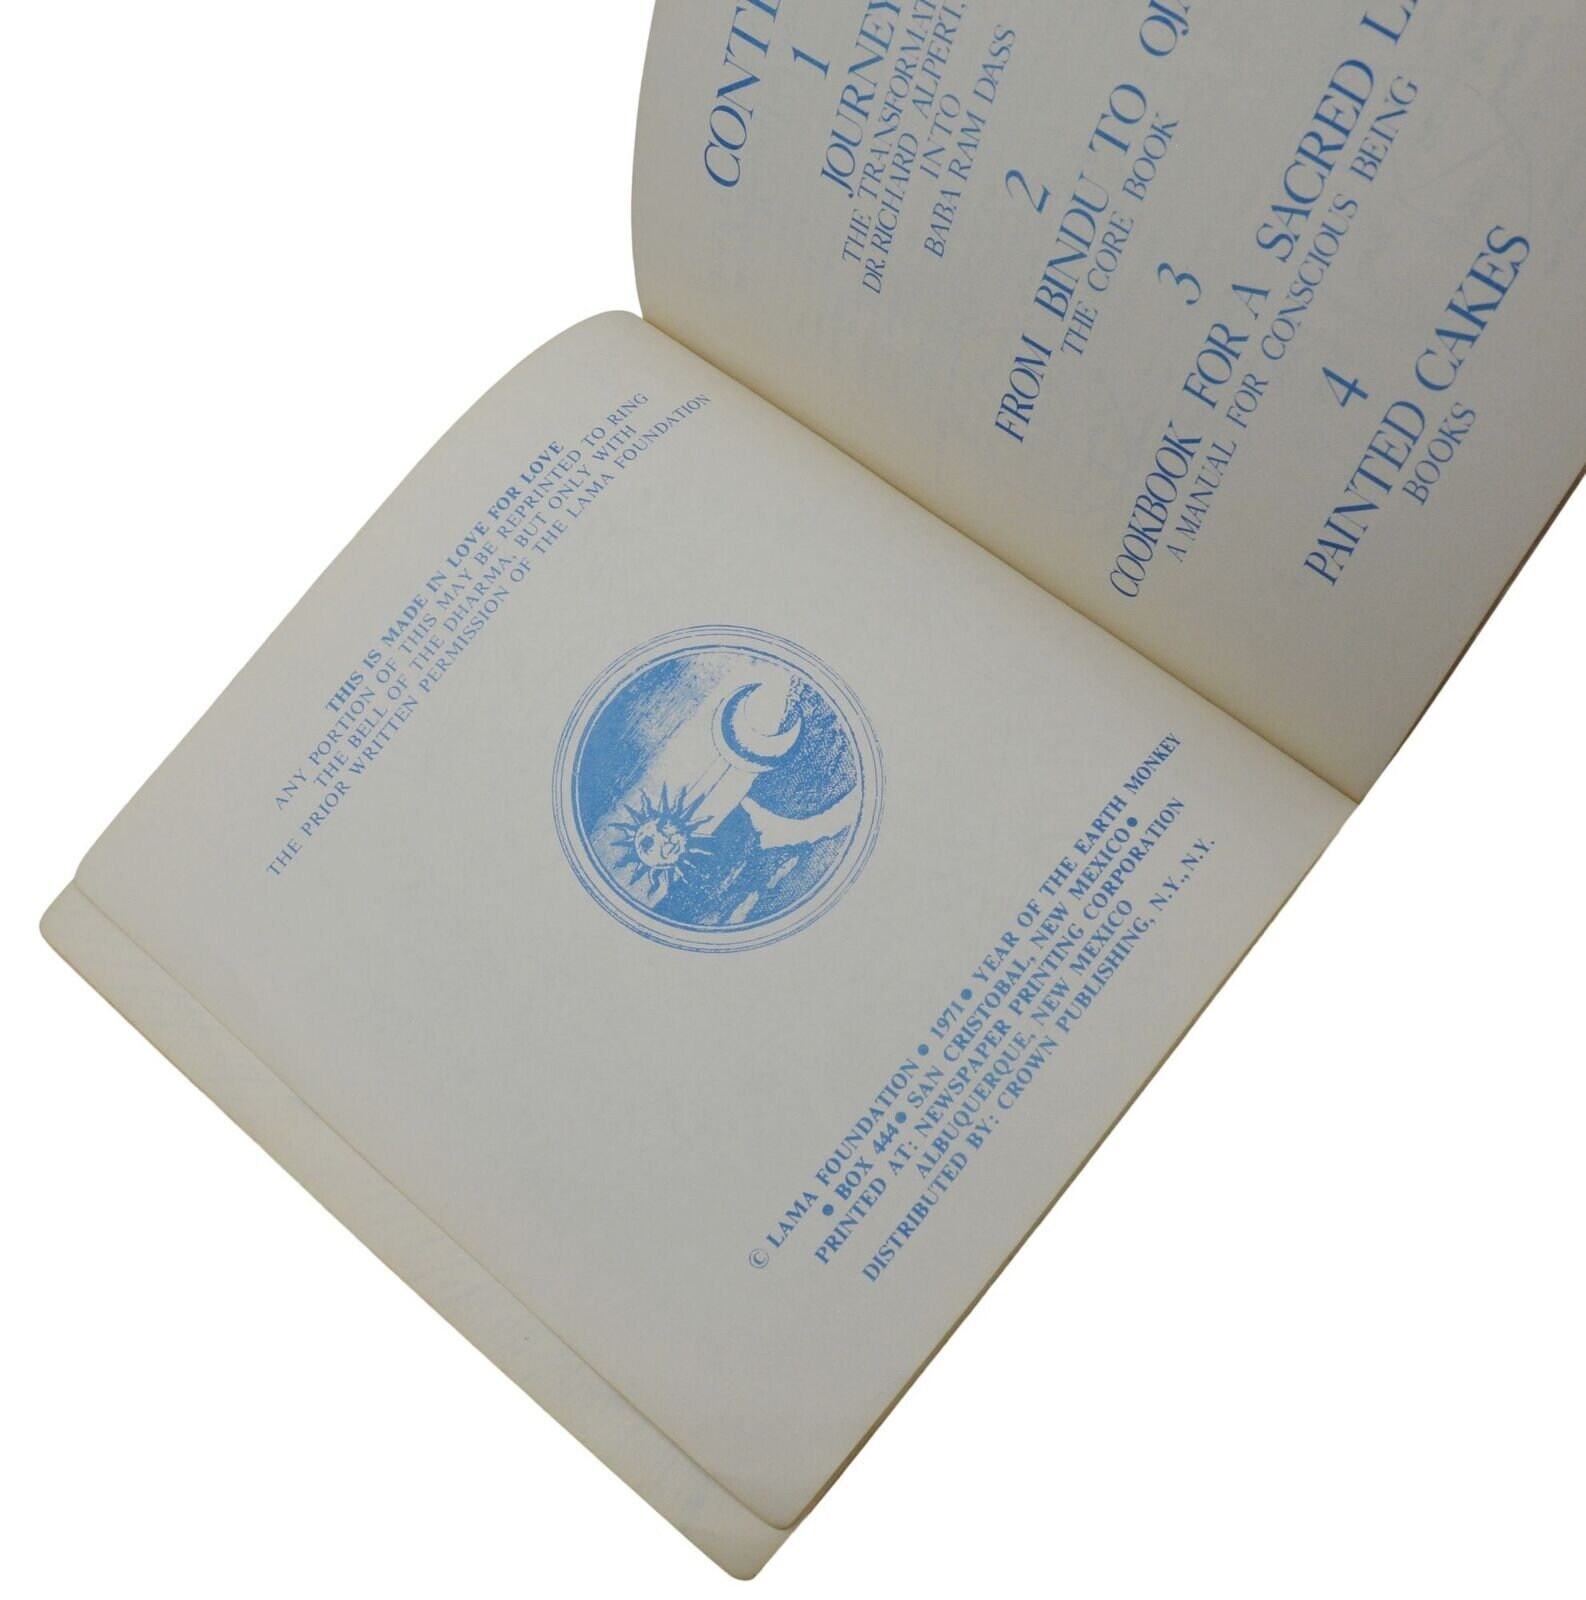 THIS IS MADE IN LOVE FOR LOVE
ANY PORTION OF THIS MAY BE REPRINTED TO RING
THE BELL OF THE DHARMA, BUT ONLY WITH
THE PRIOR WRITTEN PERMISSION OF THE LAMA FOUNDATION
© LAMA FOUNDATION • 1971 • YEAR OF THE EARTH MONKEY
• BOX 444 • SAN CRISTOBAL, NEW MEXICO •
PRINTED AT: NEWSPAPER PRINTING CORPORATION
ALBUQUERQUE, NEW MEXICO
DISTRIBUTED BY: CROWN PUBLISHING, N.Y., N.Y.
1
JOURNEY
THE
DR. RICHARD ALPERT,
INTO
BABA RAM DASS
2
FROM BINDU TO
THE CORE BOOK
3
COOKBOOK FOR A SACRED
A MANUAL FOR CONSCIOUS BEING
4
PAINTED CAKES
BOOKS